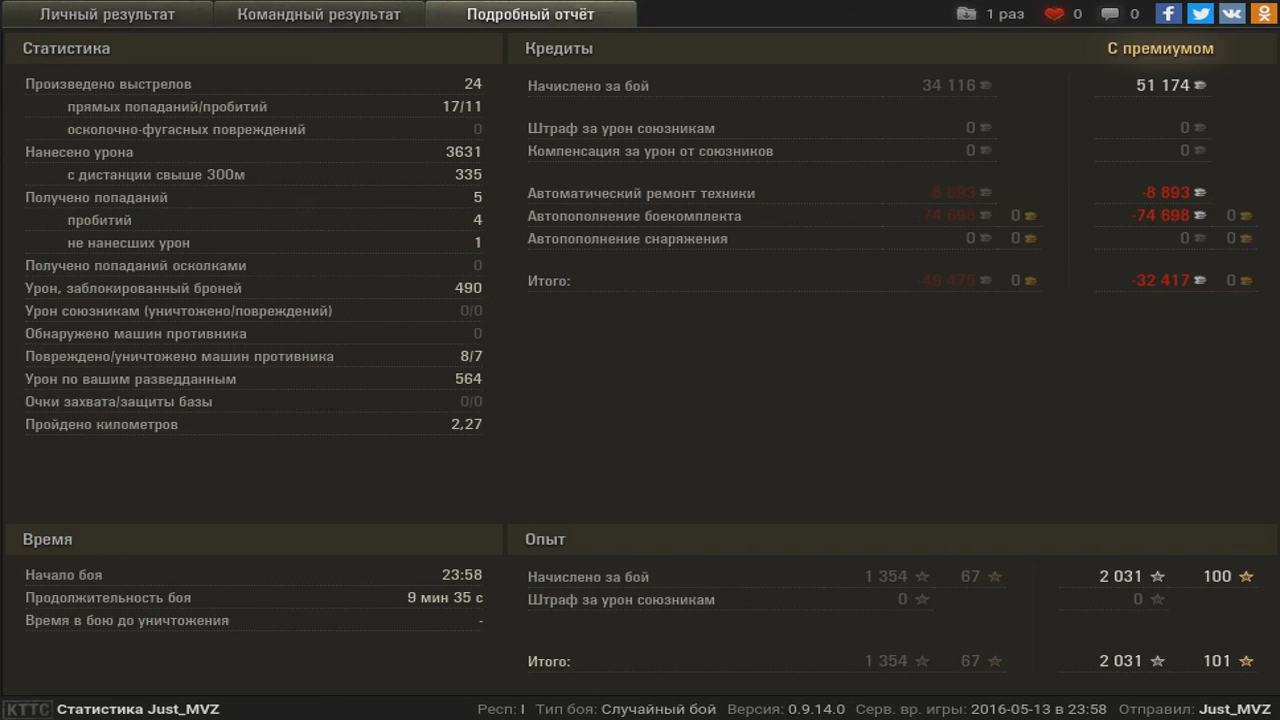 Личный результат Командный результат Подробный отчёт 1 раз 0 0
Статистика
Произведено выстрелов 24
прямых попаданий/пробитий 17/11
осколочно-фугасных повреждений 0
Нанесено урона 3631
с дистанции свыше 300м 335
Получено попаданий 5
пробитий 4
не нанесших урон 1
Получено попаданий осколками 0
Урон, заблокированный броней 490
Урон союзникам (уничтожено/повреждений) 0/0
Обнаружено машин противника 0
Повреждено/уничтожено машин противника 8/7
Урон по вашим разведданным 564
Очки захвата/защиты базы 0/0
Пройдено километров 2,27
Кредиты С премиумом
Начислено за бой 34 116 51 174
Штраф за урон союзникам 0 0
Компенсация за урон от союзников 0 0
Автоматический ремонт техники -8 893 -8 893
Автопополнение боекомплекта -74 698 0 -74 698 0
Автопополнение снаряжения 0 0 0 0
Итого: -49 475 0 -32 417 0
Время
Начало боя 23:58
Продолжительность боя 9 мин 35 с
Время в бою до уничтожения -
Опыт
Начислено за бой 1 354 67 2 031 100
Штраф за урон союзникам 0 0
Итого: 1 354 67 2 031 101
КТТС Статистика Just_MVZ Респ: I Тип боя: Случайный бой Версия: 0.9.14.0 Серв. вр. игры: 2016-05-13 в 23:58 Отправил: Just_MVZ